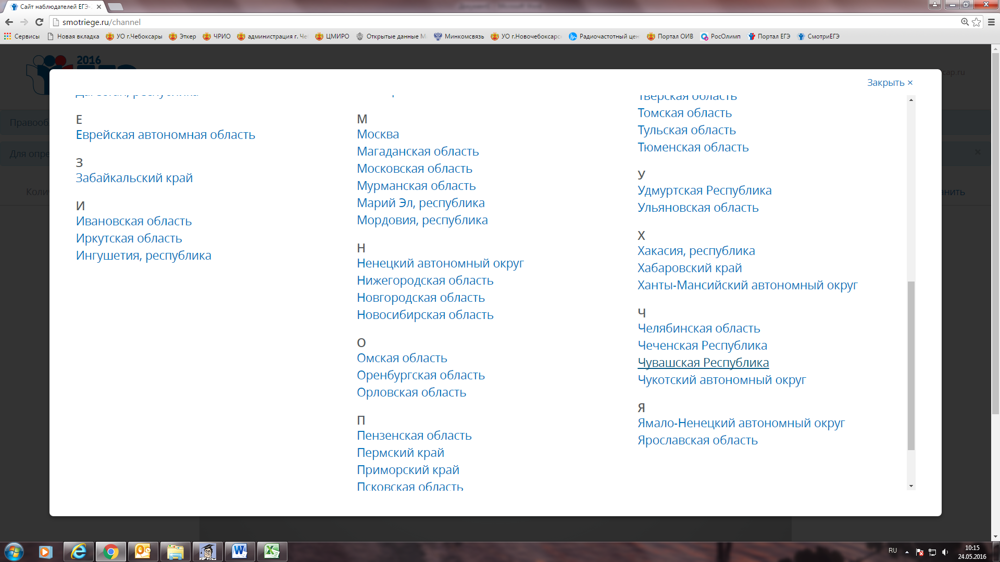 Сайт наблюдателей ЕГЭ-
smotriege.ru/channel
Сервисы
Новая вкладка
УО г.Чебоксары
Эткер
ЧРИО
администрация г. Че
ЦМИРО
Открытые данные М
Минкомсвязь
УО г.Новочебоксарс
Радиочастотный цен
Портал ОИВ
РосОлимп
Портал ЕГЭ
СмотриЕГЭ
2016
cap.ru
Закрыть ×
Правооб
Для опре
Коли
нить
Е
Еврейская автономная область
З
Забайкальский край
И
Ивановская область
Иркутская область
Ингушетия, республика
М
Москва
Магаданская область
Московская область
Мурманская область
Марий Эл, республика
Мордовия, республика
Н
Ненецкий автономный округ
Нижегородская область
Новгородская область
Новосибирская область
О
Омская область
Оренбургская область
Орловская область
П
Пензенская область
Пермский край
Приморский край
Псковская область
Тверская область
Томская область
Тульская область
Тюменская область
У
Удмуртская Республика
Ульяновская область
Х
Хакасия, республика
Хабаровский край
Ханты-Мансийский автономный округ
Ч
Челябинская область
Чеченская Республика
Чувашская Республика
Чукотский автономный округ
Я
Ямало-Ненецкий автономный округ
Ярославская область
RU
10:15
24.05.2016